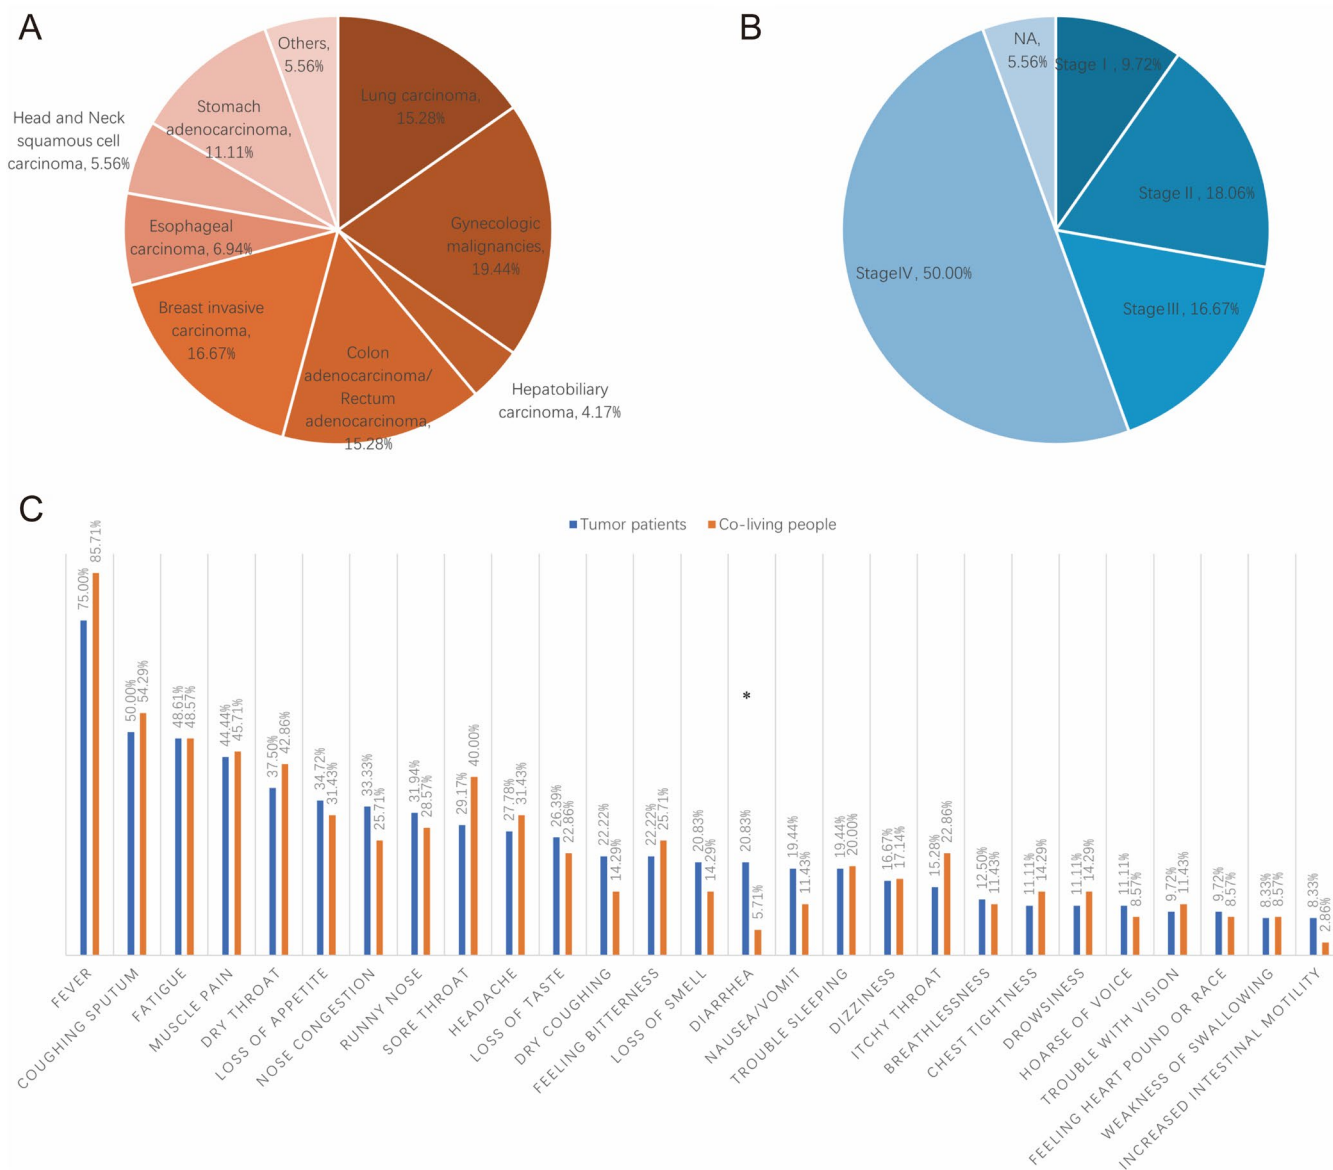 A
Others,
5.56%
Lung carcinoma,
15.28%
Stomach
adenocarcinoma,
11.11%
Head and Neck
squamous cell
carcinoma, 5.56%
Gynecologic
malignancies,
19.44%
Esophageal
carcinoma, 6.94%
Breast invasive
carcinoma,
16.67%
Colon
adenocarcinoma/
Rectum
adenocarcinoma,
15.28%
Hepatobiliary
carcinoma, 4.17%
B
NA,
5.56%
Stage I , 9.72%
Stage II , 18.06%
StageIV, 50.00%
Stage III , 16.67%
C
Tumor patients
Co-living people
75.00%
85.71%
50.00%
54.29%
48.61%
48.57%
44.44%
45.71%
37.50%
42.86%
34.72%
31.43%
33.33%
25.71%
31.94%
28.57%
29.17%
40.00%
27.78%
31.43%
26.39%
22.86%
22.22%
14.29%
22.22%
25.71%
20.83%
14.29%
*
20.83%
5.71%
19.44%
11.43%
19.44%
20.00%
16.67%
17.14%
15.28%
22.86%
12.50%
11.43%
11.11%
14.29%
11.11%
14.29%
11.11%
8.57%
9.72%
11.43%
9.72%
8.57%
8.33%
8.57%
8.33%
2.86%
FEVER
COUGHING SPUTUM
FATIGUE
MUSCLE PAIN
DRY THROAT
LOSS OF APPETITE
NOSE CONGESTION
RUNNY NOSE
SORE THROAT
HEADACHE
LOSS OF TASTE
DRY COUGHING
FEELING BITTERNESS
LOSS OF SMELL
DIARRHEA
NAUSEA/VOMIT
TROUBLE SLEEPING
DIZZINESS
ITCHY THROAT
BREATHLESSNESS
CHEST TIGHTNESS
DROWSINESS
HOARSE OF VOICE
TROUBLE WITH VISION
FEELING HEART POUND OR RACE
WEAKNESS OF SWALLOWING
INCREASED INTESTINAL MOTILITY